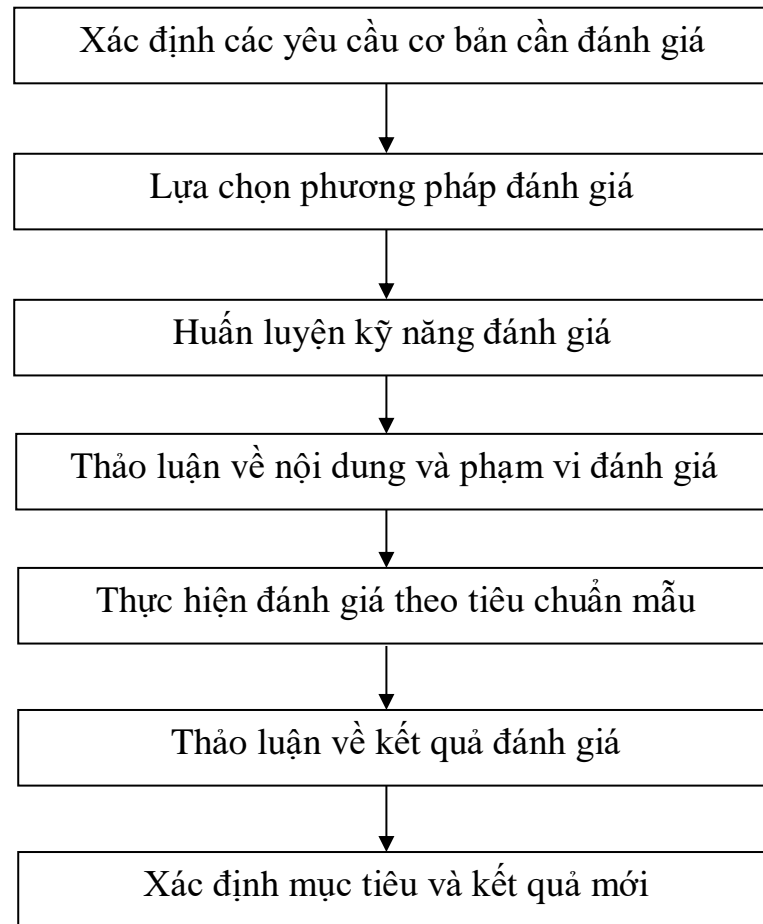 Xác định các yêu cầu cơ bản cần đánh giá
Lựa chọn phương pháp đánh giá
Huấn luyện kỹ năng đánh giá
Thảo luận về nội dung và phạm vi đánh giá
Thực hiện đánh giá theo tiêu chuẩn mẫu
Thảo luận về kết quả đánh giá
Xác định mục tiêu và kết quả mới